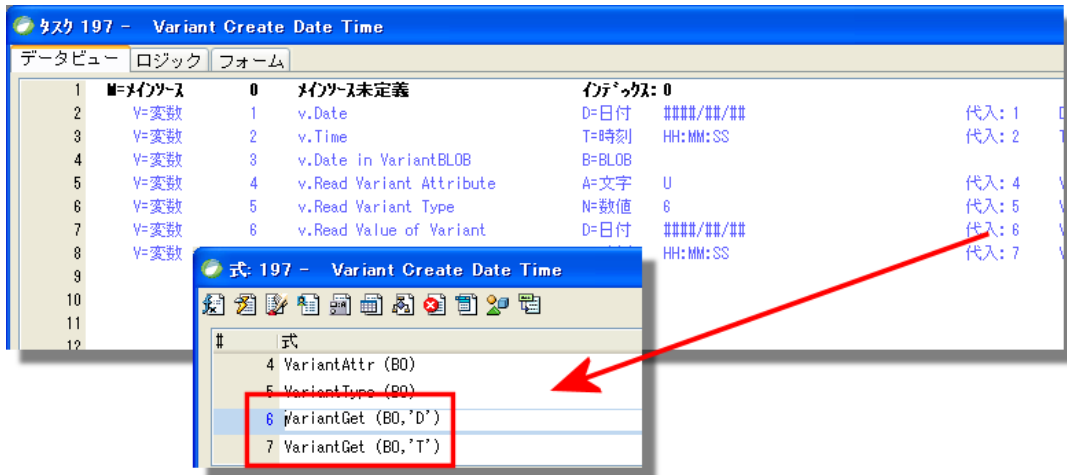 タスク 197 - Variant Create Date Time
データビュー ロジック フォーム
1 M=メインソース 0 メインソース未定義 インデックス: 0
2 V=変数 1 v.Date D=日付 ####/##/## 代入: 1
3 V=変数 2 v.Time T=時刻 HH:MM:SS 代入: 2
4 V=変数 3 v.Date in VariantBLOB B=BLOB
5 V=変数 4 v.Read Variant Attribute A=文字 U 代入: 4
6 V=変数 5 v.Read Variant Type N=数値 6 代入: 5
7 V=変数 6 v.Read Value of Variant D=日付 ####/##/## 代入: 6
8 V=変数 HH:MM:SS 代入: 7
9
10
11
12
式: 197 - Variant Create Date Time
# 式
4 VariantAttr (BO)
5 VariantType (BO)
6 VariantGet (BO,'D')
7 VariantGet (BO,'T')